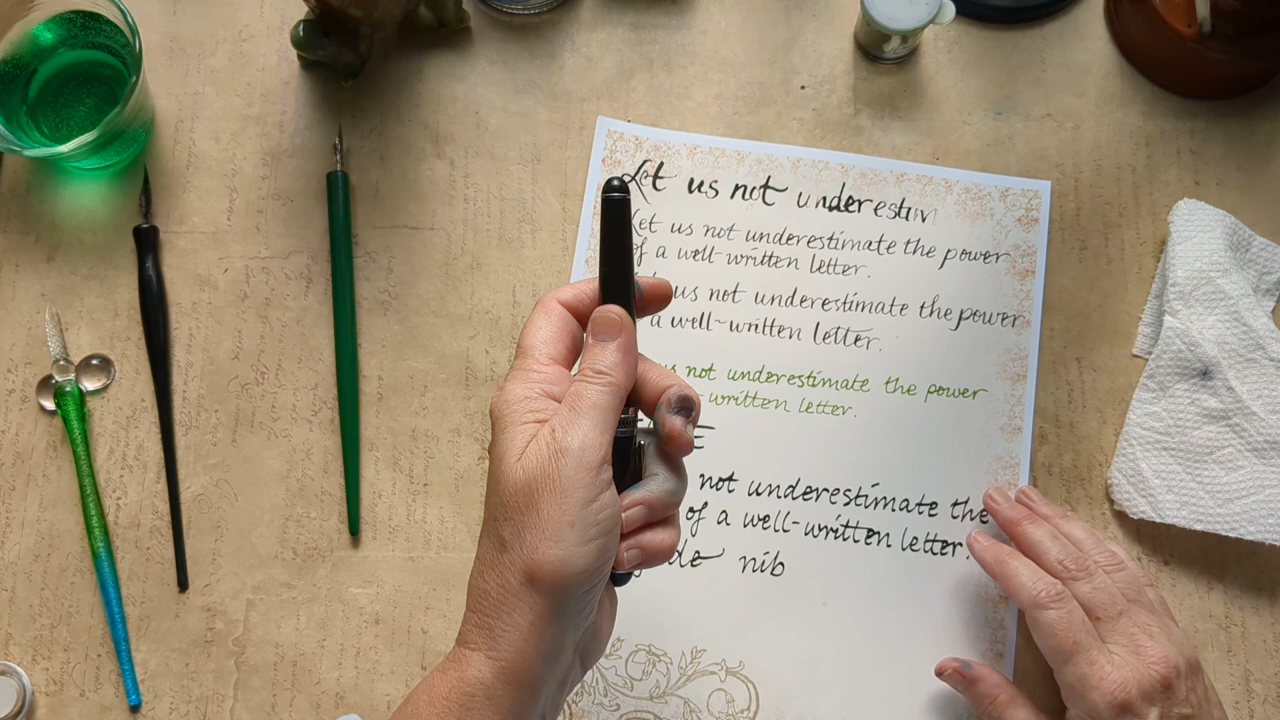 Let us not underestim
Let us not underestimate the power
of a well-written letter.
us not underestimate the power
a well-written letter.
us not underestimate the power
written letter.
not underestimate the
of a well-written letter.
nib